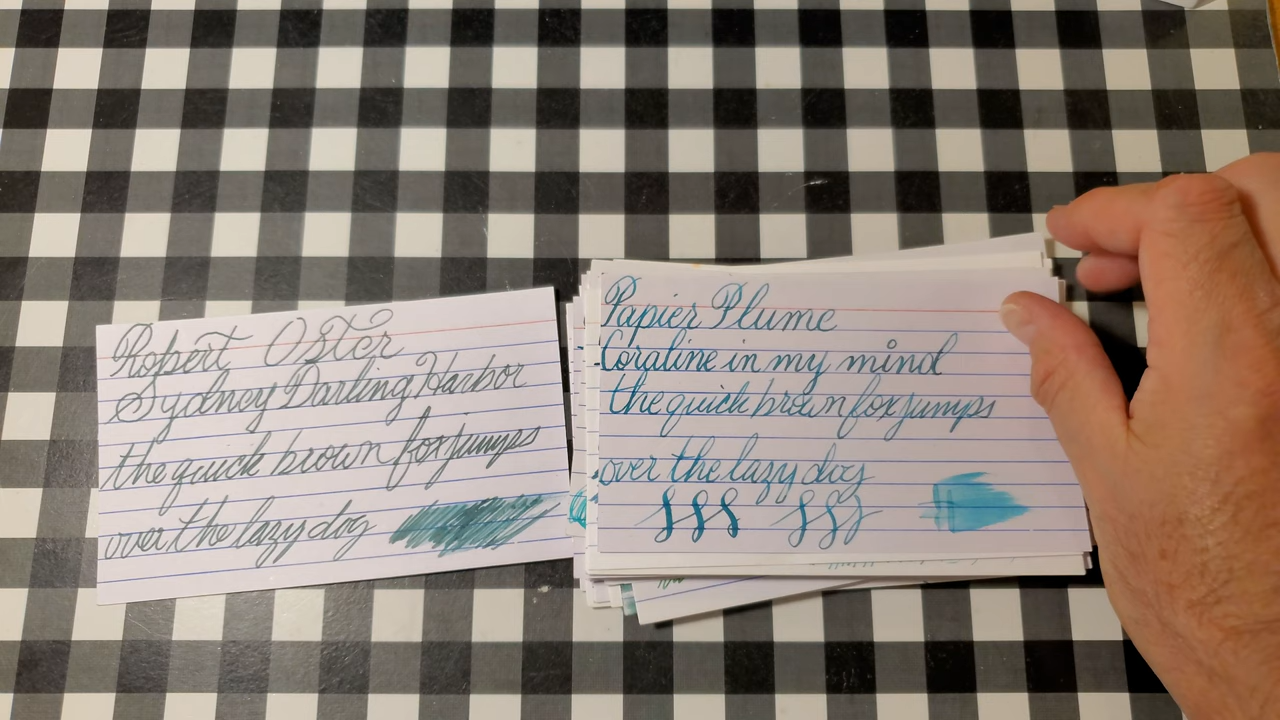 Robert Oster
Sydney Darling Harbor
the quick brown fox jumps
over the lazy dog
Papier Plume
Coraline in my mind
the quick brown fox jumps
over the lazy dog